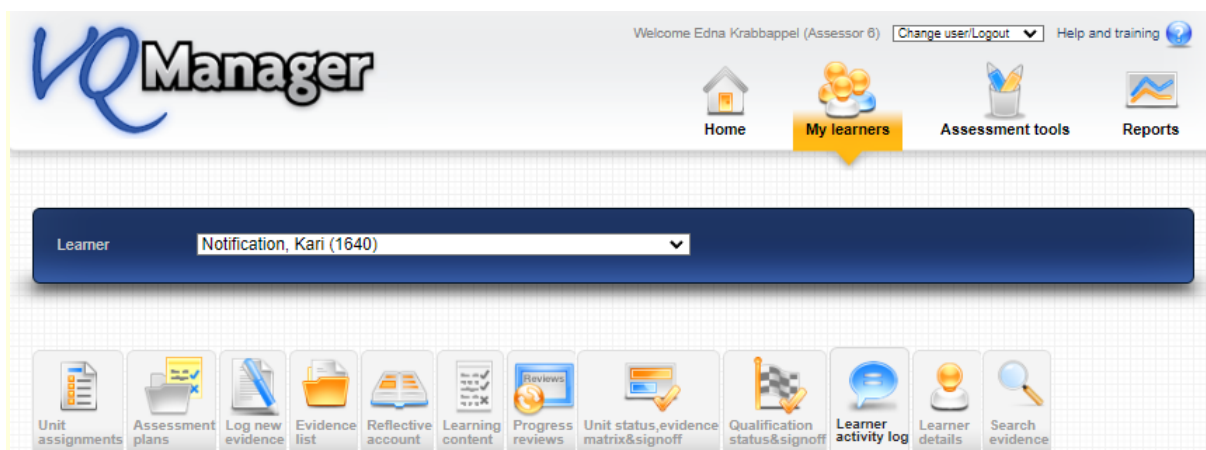 VQManager
Welcome Edna Krabbappel (Assessor 6) Change user/Logout Help and training
Home My learners Assessment tools Reports
Learner Notification, Kari (1640)
Reviews
Unit assignments
Assessment plans
Log new evidence
Evidence list
Reflective account
Learning content
Progress reviews
Unit status,evidence matrix&signoff
Qualification status&signoff
Learner activity log
Learner details
Search evidence